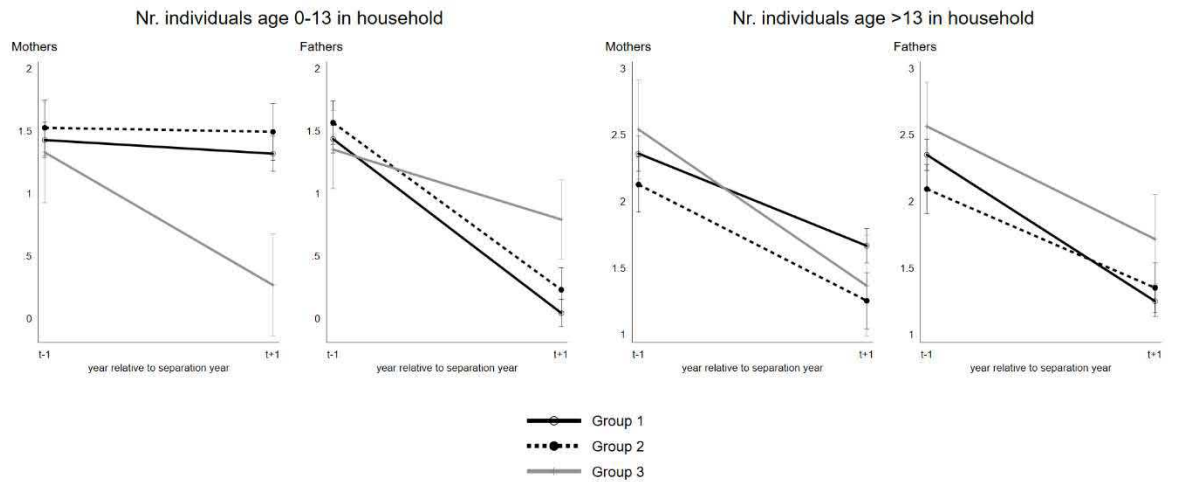 Nr. individuals age 0-13 in household
Nr. individuals age >13 in household
Mothers
Fathers
Mothers
Fathers
2
1.5
1
.5
0
2
1.5
1
.5
0
3
2.5
2
1.5
1
3
2.5
2
1.5
1
t-1
t+1
t-1
t+1
t-1
t+1
t-1
t+1
year relative to separation year
year relative to separation year
year relative to separation year
year relative to separation year
Group 1
Group 2
Group 3